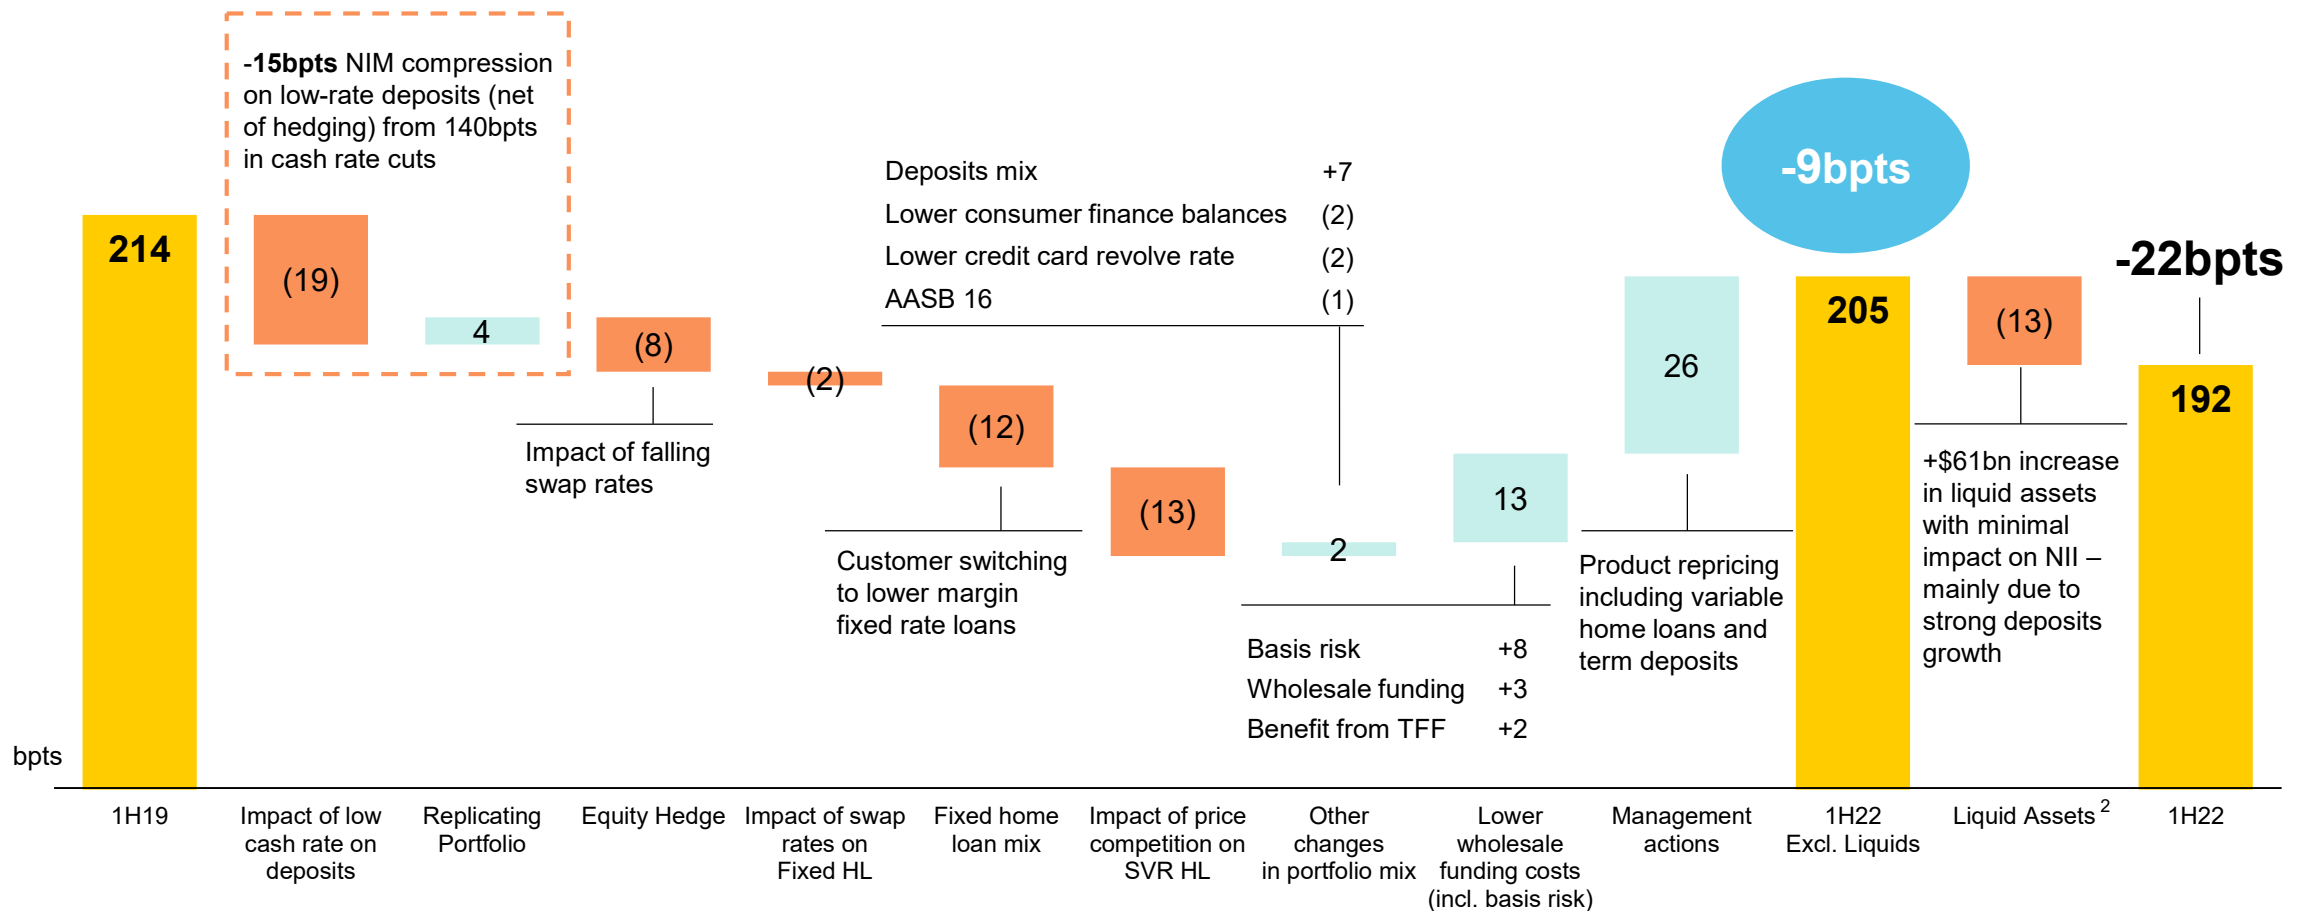 -15bpts NIM compression
on low-rate deposits (net
of hedging) from 140bpts
in cash rate cuts
Deposits mix +7
Lower consumer finance balances (2)
Lower credit card revolve rate (2)
AASB 16 (1)
-9bpts
-22bpts
214
(19)
4
(8)
(2)
(12)
(13)
2
13
26
205
(13)
192
Impact of falling
swap rates
Customer switching
to lower margin
fixed rate loans
Basis risk +8
Wholesale funding +3
Benefit from TFF +2
Product repricing
including variable
home loans and
term deposits
+$61bn increase
in liquid assets
with minimal
impact on NII –
mainly due to
strong deposits
growth
bpts
1H19
Impact of low
cash rate on
deposits
Replicating
Portfolio
Equity Hedge
Impact of swap
rates on
Fixed HL
Fixed home
loan mix
Impact of price
competition on
SVR HL
Other
changes
in portfolio mix
Lower
wholesale
funding costs
(incl. basis risk)
Management
actions
1H22
Excl. Liquids
Liquid Assets 2
1H22